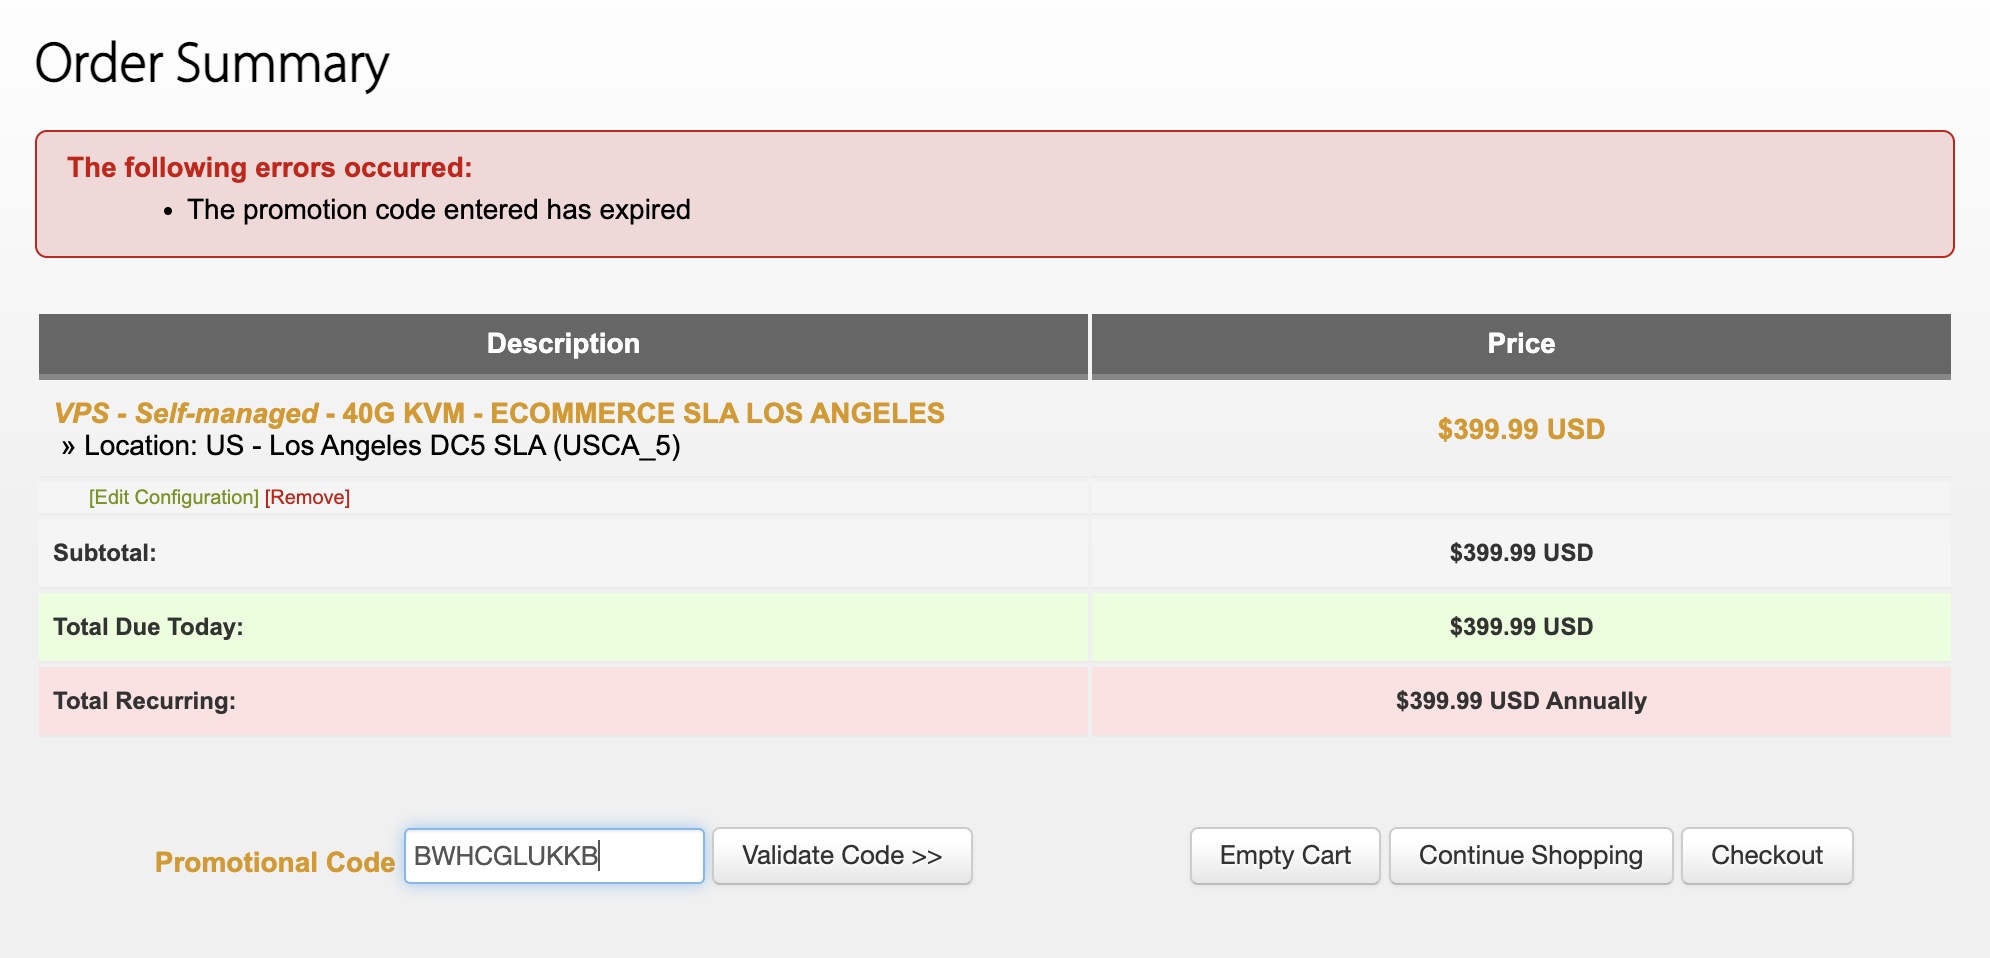 Order Summary
The following errors occurred:
• The promotion code entered has expired
Description
Price
VPS - Self-managed - 40G KVM - ECOMMERCE SLA LOS ANGELES
» Location: US - Los Angeles DC5 SLA (USCA_5)
$399.99 USD
[Edit Configuration] [Remove]
Subtotal:
$399.99 USD
Total Due Today:
$399.99 USD
Total Recurring:
$399.99 USD Annually
Promotional Code
BWHCGLUKKB
Validate Code >>
Empty Cart
Continue Shopping
Checkout